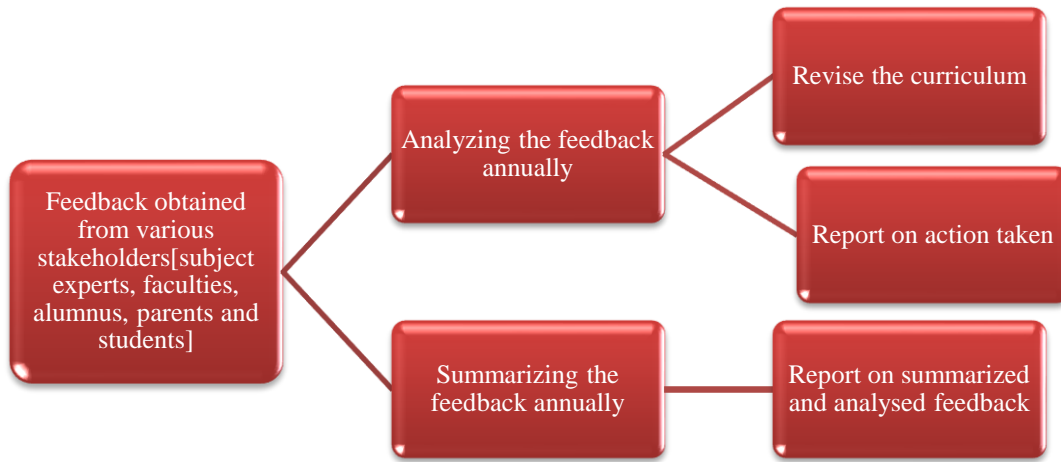 Feedback obtained
from various
stakeholders[subject
experts, faculties,
alumnus, parents and
students]
Analyzing the feedback
annually
Revise the curriculum
Report on action taken
Summarizing the
feedback annually
Report on summarized
and analysed feedback